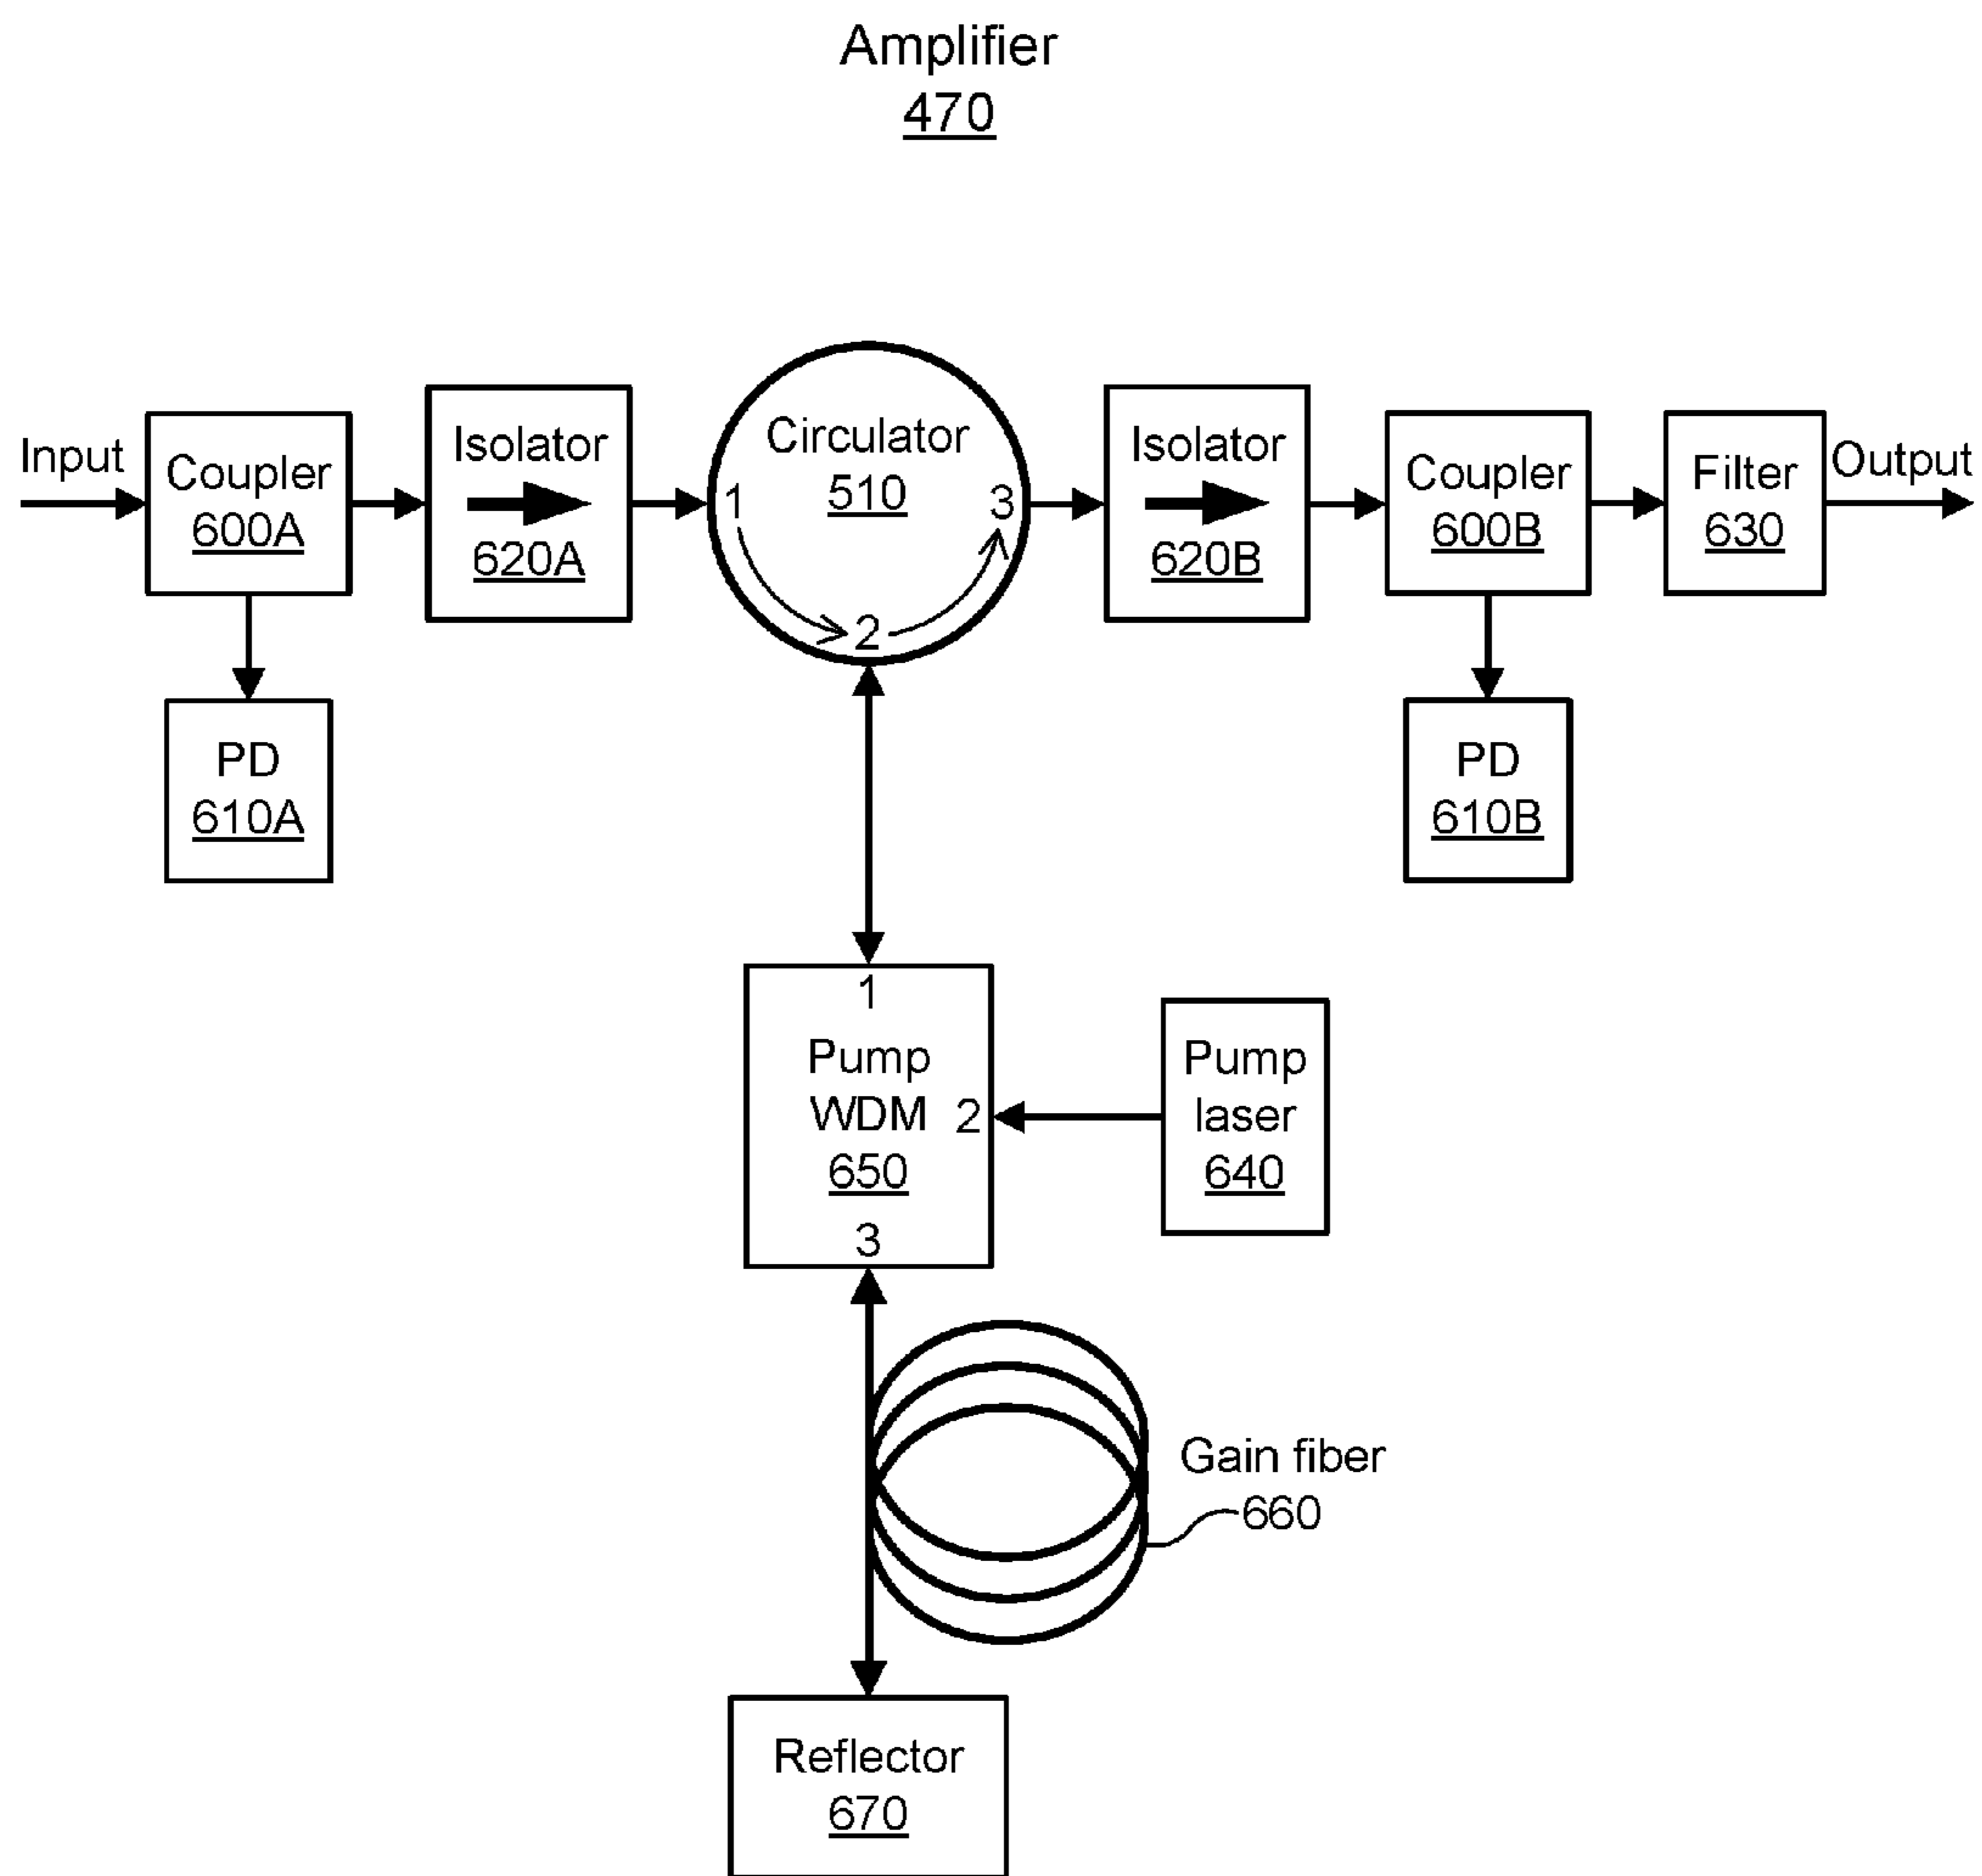 Amplifier
470
Input
Coupler
600A
Isolator
620A
Circulator
510
1
2
3
Isolator
620B
Coupler
600B
Filter
630
Output
PD
610A
PD
610B
1
Pump
WDM
650
2
3
Pump
laser
640
Gain fiber
660
Reflector
670